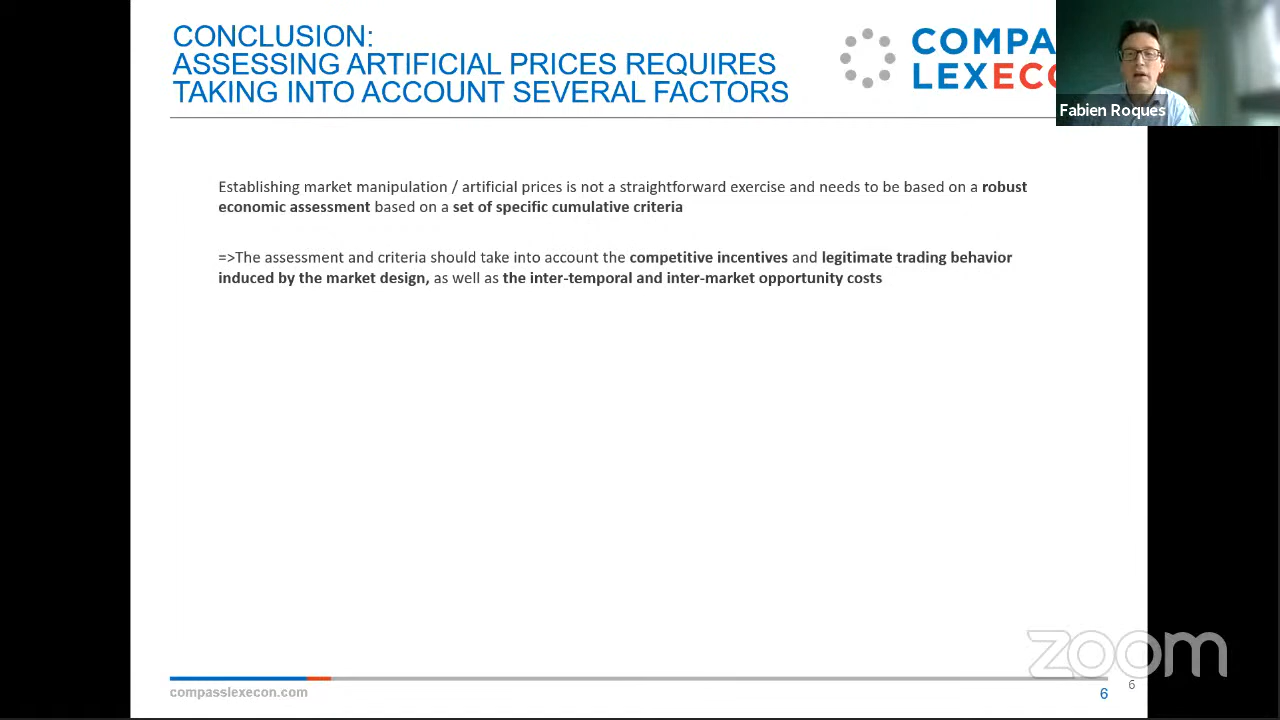 CONCLUSION:
ASSESSING ARTIFICIAL PRICES REQUIRES
TAKING INTO ACCOUNT SEVERAL FACTORS
COMPA
LEXECO
Fabien Roques
Establishing market manipulation / artificial prices is not a straightforward exercise and needs to be based on a robust
economic assessment based on a set of specific cumulative criteria
=>The assessment and criteria should take into account the competitive incentives and legitimate trading behavior
induced by the market design, as well as the inter-temporal and inter-market opportunity costs
zoom
compasslexecon.com
6
6